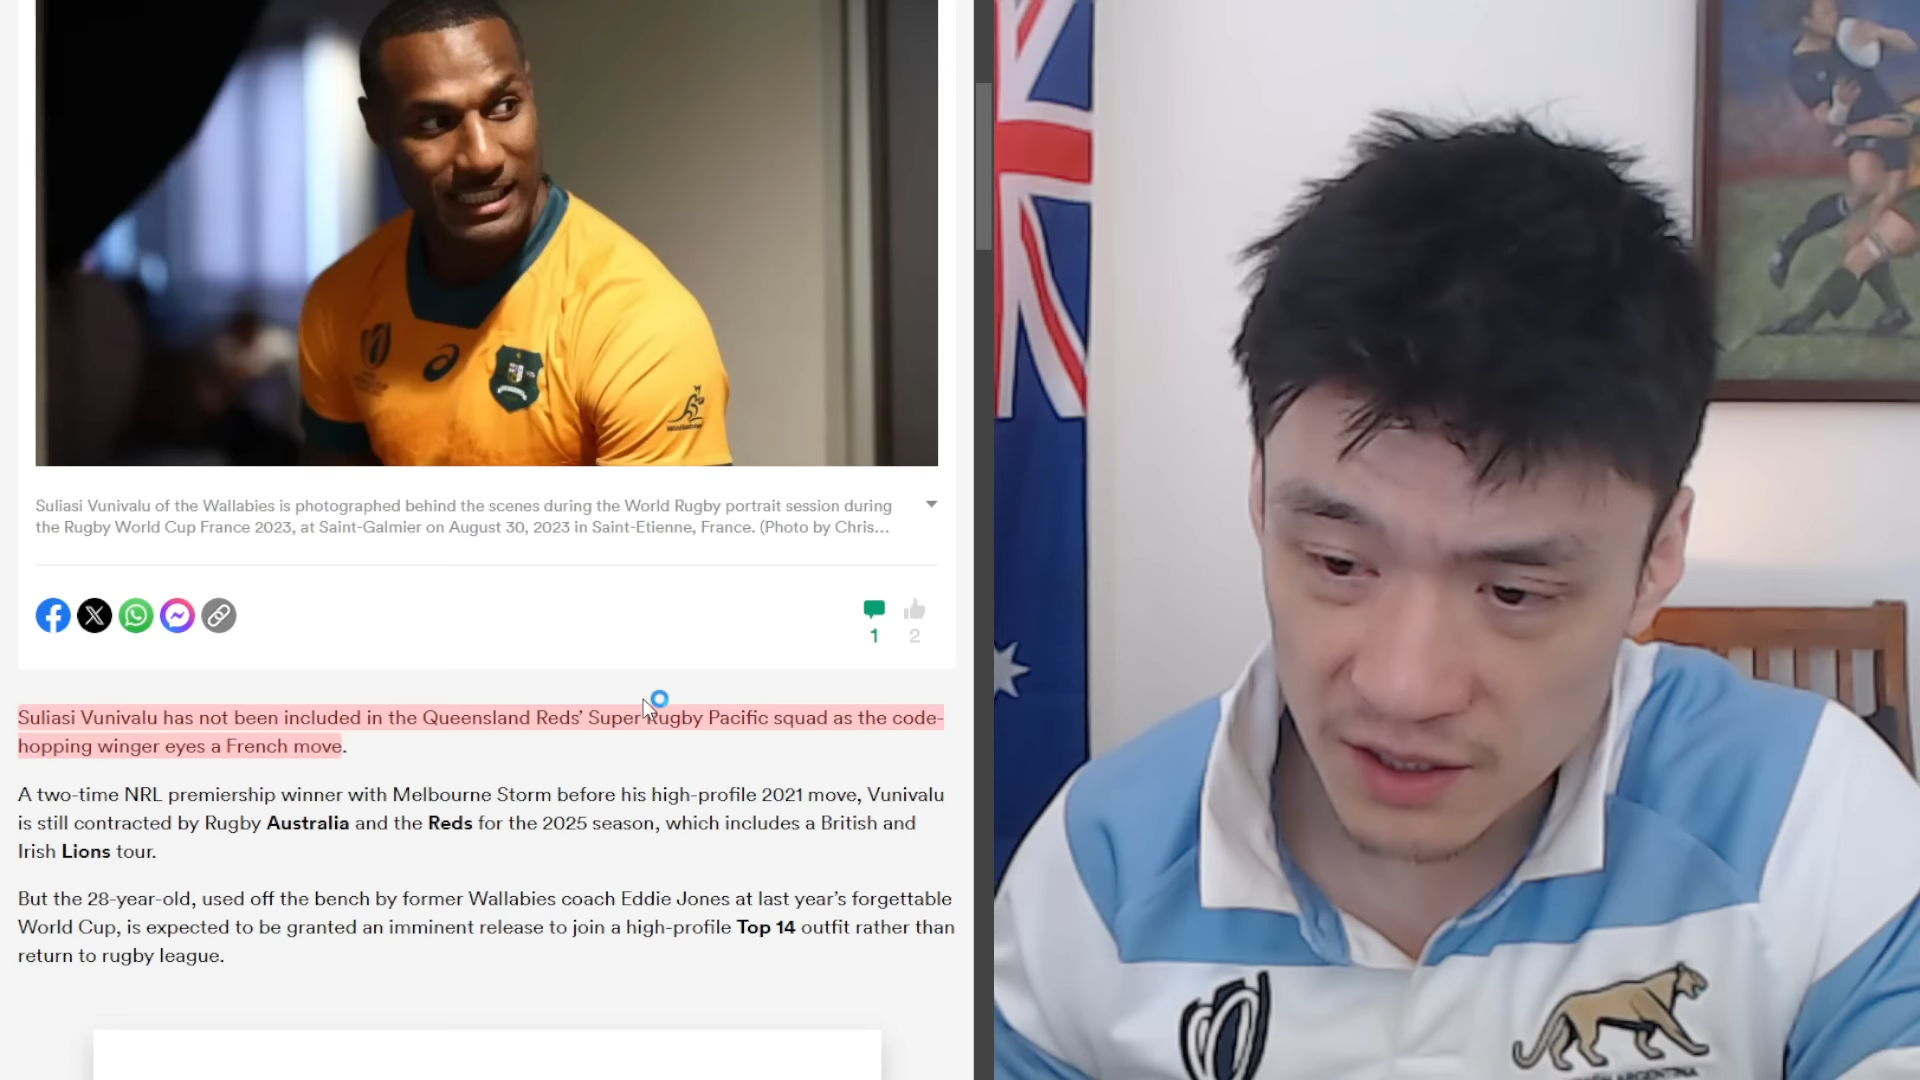 Suliasi Vunivalu of the Wallabies is photographed behind the scenes during the World Rugby portrait session during
the Rugby World Cup France 2023, at Saint-Galmier on August 30, 2023 in Saint-Etienne, France. (Photo by Chris...
1
2
Suliasi Vunivalu has not been included in the Queensland Reds’ Super Rugby Pacific squad as the code-
hopping winger eyes a French move.
A two-time NRL premiership winner with Melbourne Storm before his high-profile 2021 move, Vunivalu
is still contracted by Rugby Australia and the Reds for the 2025 season, which includes a British and
Irish Lions tour.
But the 28-year-old, used off the bench by former Wallabies coach Eddie Jones at last year’s forgettable
World Cup, is expected to be granted an imminent release to join a high-profile Top 14 outfit rather than
return to rugby league.